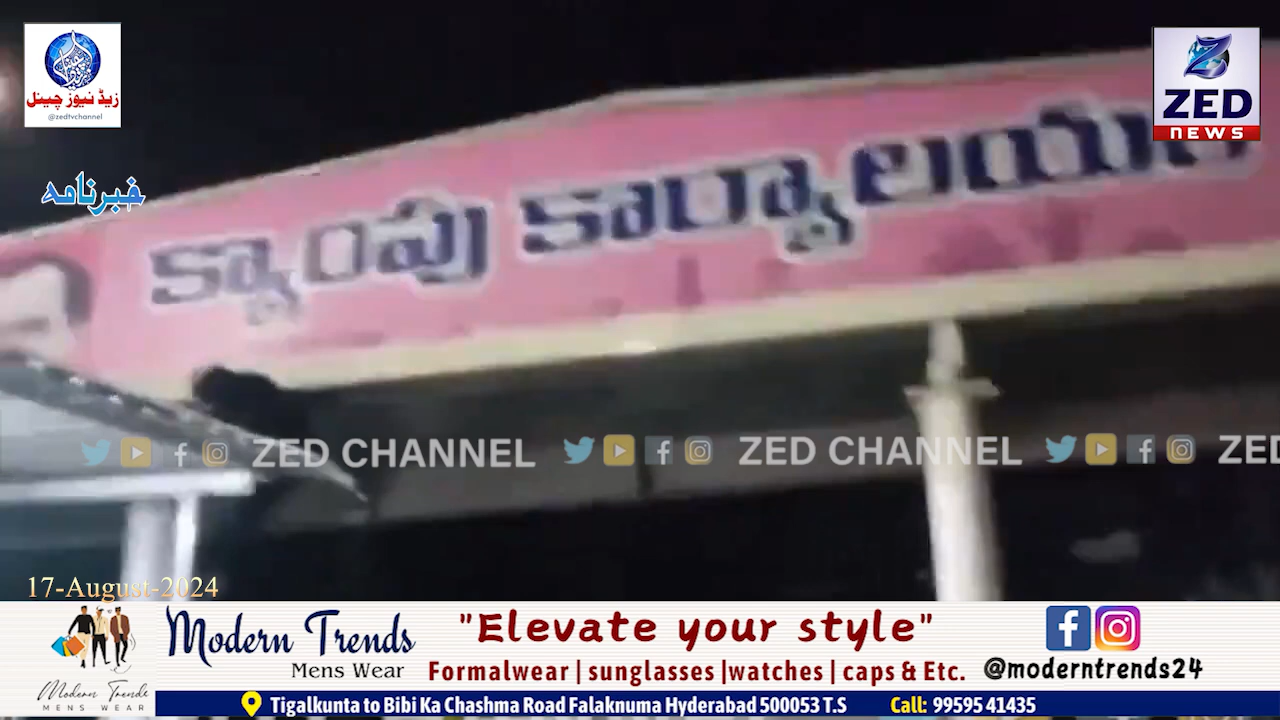 زیڈ نیوز چینل
@zedtvchannel
ZED
NEWS
خبرنامہ
క్యాంపు కార్యాలయం
ZED CHANNEL ZED CHANNEL ZED
17-August-2024
Modern Trends
Mens Wear
"Elevate your style"
Formalwear | sunglasses |watches | caps & Etc.
@moderntrends24
Modern Trends
MENS WEAR
Tigalkunta to Bibi Ka Chashma Road Falaknuma Hyderabad 500053 T.S Call: 99595 41435